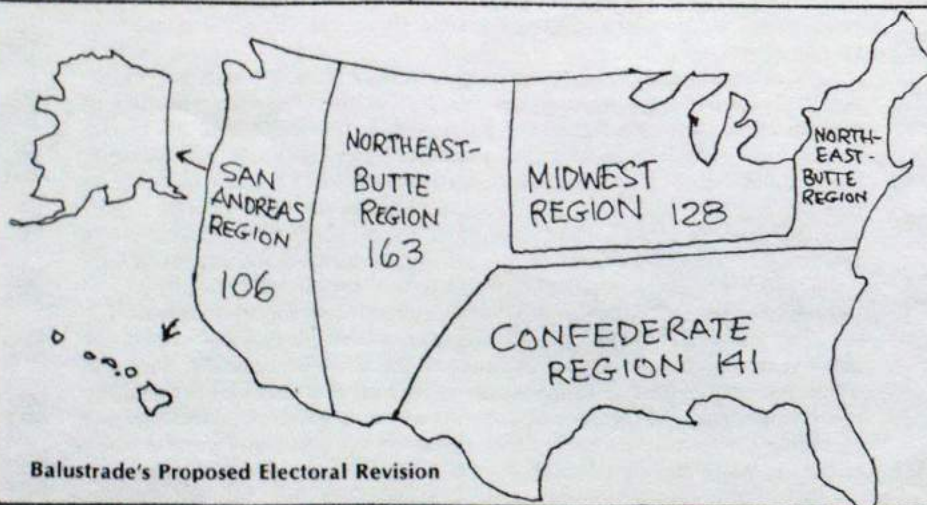 SAN
ANDREAS
REGION
106
NORTHEAST-
BUTTE
REGION
163
MIDWEST
REGION 128
NORTH-
EAST-
BUTTE
REGION
CONFEDERATE
REGION 141
Balustrade's Proposed Electoral Revision